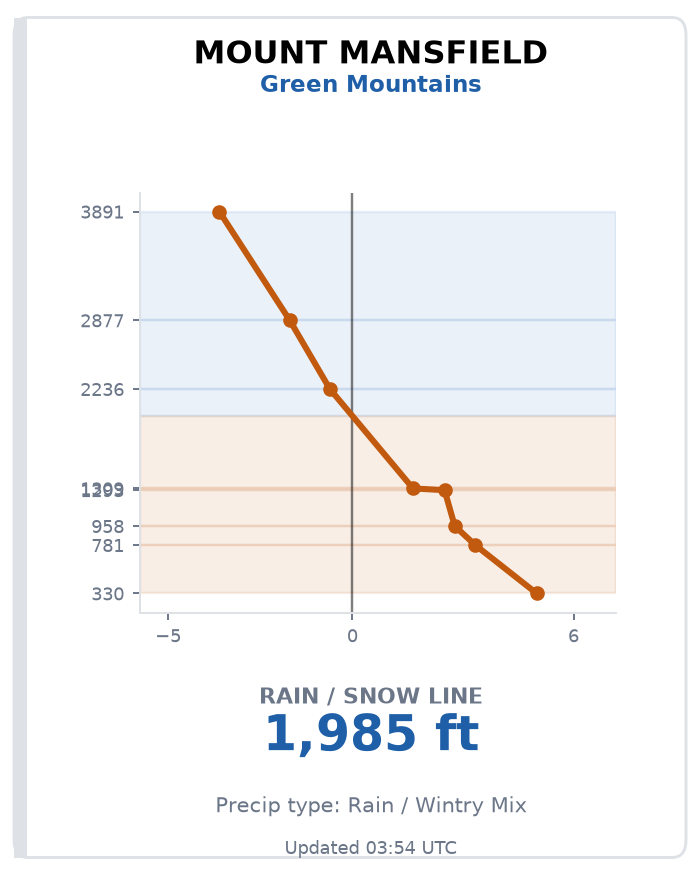 MOUNT MANSFIELD
Green Mountains
3891
2877
2236
958
781
330
−5 0 6
RAIN / SNOW LINE
1,985 ft
Precip type: Rain / Wintry Mix
Updated 03:54 UTC